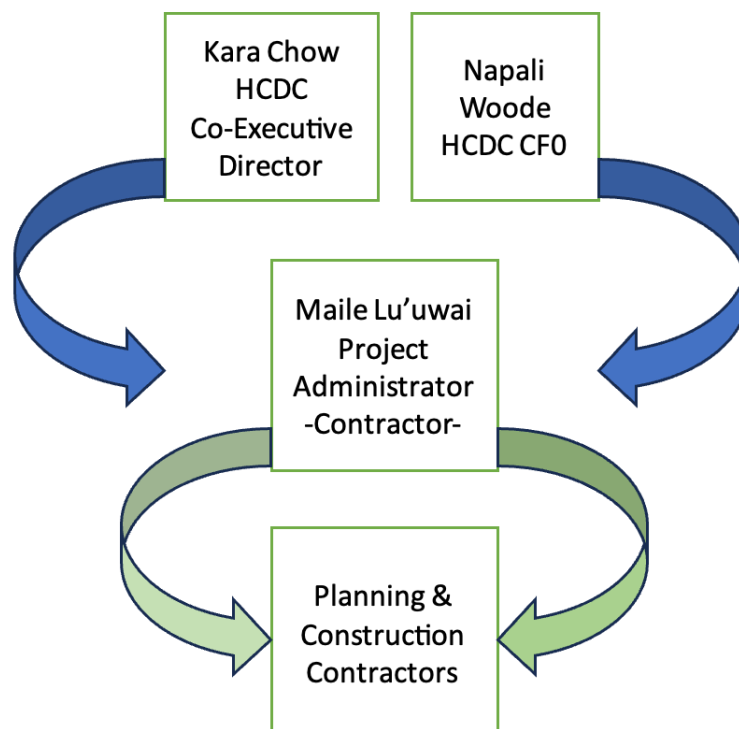 Kara Chow
HCDC
Co-Executive
Director
Napali
Woode
HCDC CF0
Maile Lu’uwai
Project
Administrator
-Contractor-
Planning &
Construction
Contractors